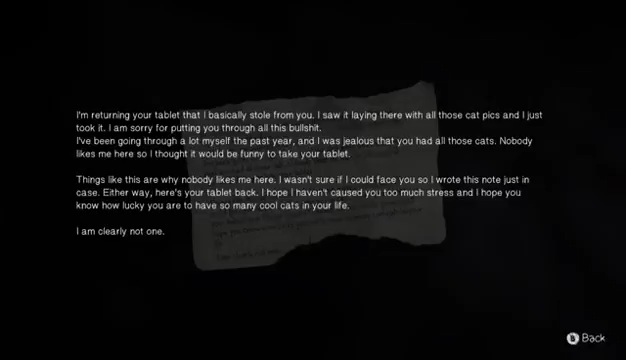 I'm returning your tablet that I basically stole from you. I saw it laying there with all those cat pics and I just
took it. I am sorry for putting you through all this bullshit.
I've been going through a lot myself the past year, and I was jealous that you had all those cats. Nobody
likes me here so I thought it would be funny to take your tablet.
Things like this are why nobody likes me here. I wasn't sure if I could face you so I wrote this note just in
case. Either way, here's your tablet back. I hope I haven't caused you too much stress and I hope you
know how lucky you are to have so many cool cats in your life.
I am clearly not one.
Back